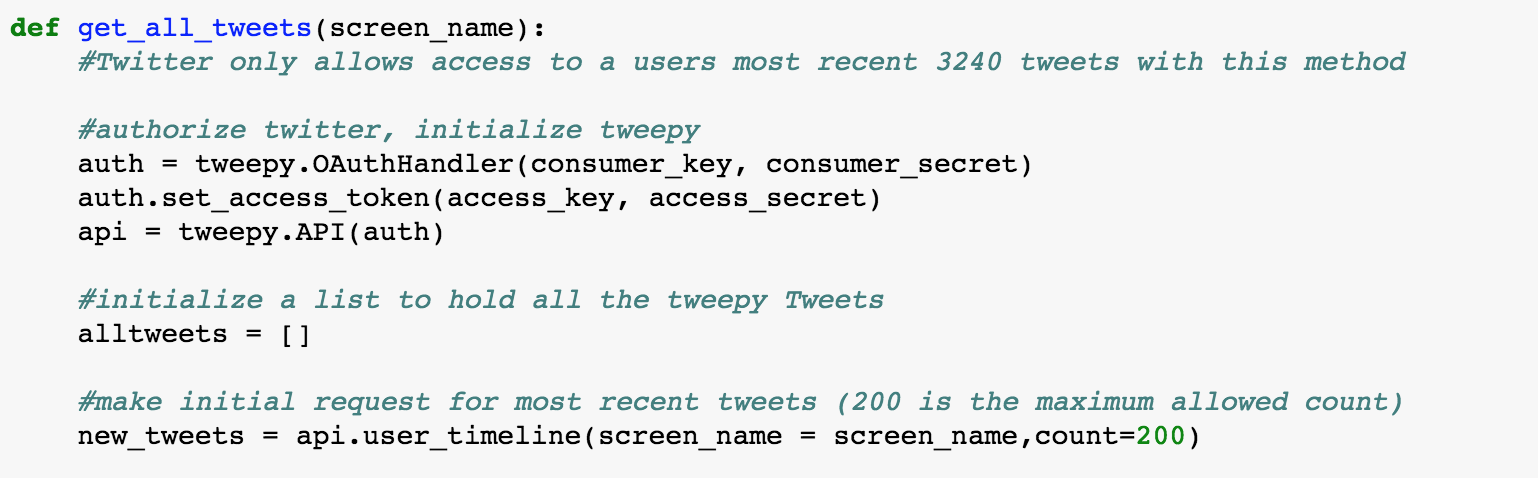 def get_all_tweets(screen_name):
    #Twitter only allows access to a users most recent 3240 tweets with this method
    #authorize twitter, initialize tweepy
    auth = tweepy.OAuthHandler(consumer_key, consumer_secret)
    auth.set_access_token(access_key, access_secret)
    api = tweepy.API(auth)
    #initialize a list to hold all the tweepy Tweets
    alltweets = []
    #make initial request for most recent tweets (200 is the maximum allowed count)
    new_tweets = api.user_timeline(screen_name = screen_name,count=200)